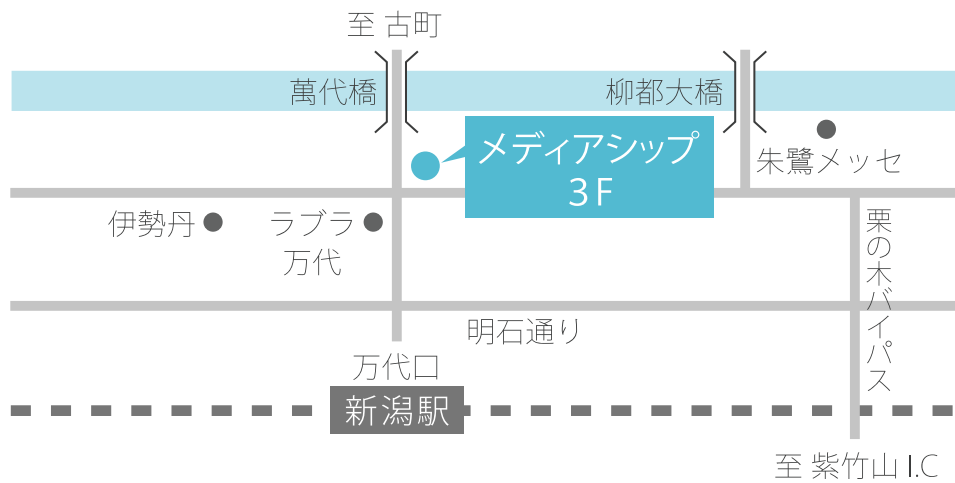 至 古町
萬代橋
柳都大橋
メディアシップ
3F
朱鷺メッセ
伊勢丹
ラブラ
万代
栗の木バイパス
明石通り
万代口
新潟駅
至 紫竹山 I.C